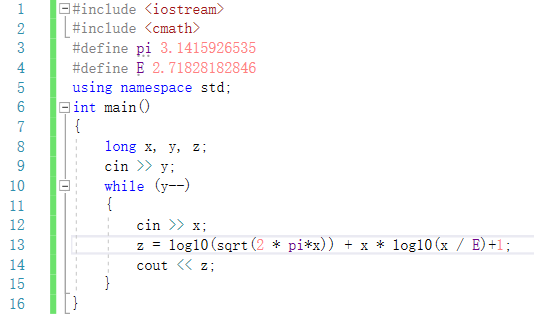 1 #include <iostream>
2 #include <cmath>
3 #define pi 3.1415926535
4 #define E 2.71828182846
5 using namespace std;
6 int main()
7 {
8 long x, y, z;
9 cin >> y;
10 while (y--)
11 {
12 cin >> x;
13 z = log10(sqrt(2 * pi*x)) + x * log10(x / E)+1;
14 cout << z;
15 }
16 }